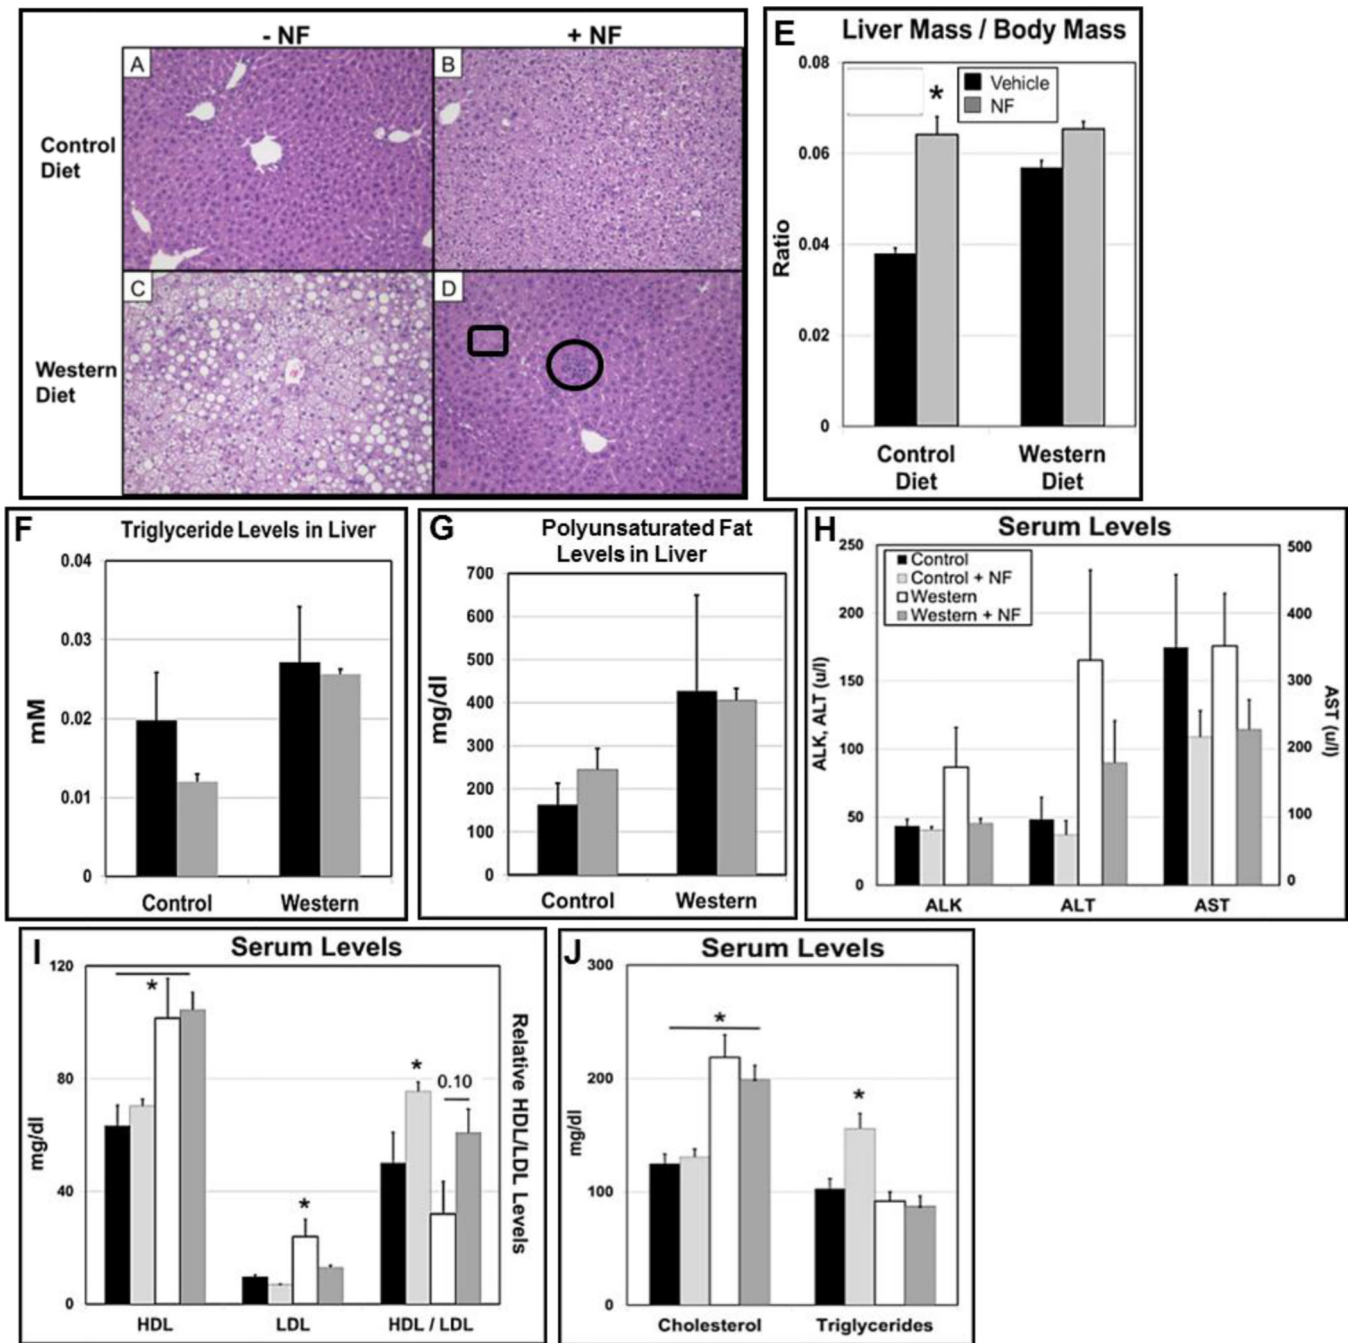 - NF
+ NF
A
B
Control
Diet
C
D
Western
Diet
E
Liver Mass / Body Mass
0.08
0.06
0.04
0.02
0
Ratio
*
Vehicle
NF
Control
Diet
Western
Diet
F
Triglyceride Levels in Liver
0.04
0.03
0.02
0.01
0
mM
Control
Western
G
Polyunsaturated Fat
Levels in Liver
700
600
500
400
300
200
100
0
mg/dl
Control
Western
H
Serum Levels
250
200
150
100
50
0
ALK, ALT (u/l)
Control
Control + NF
Western
Western + NF
500
400
300
200
100
0
AST (u/l)
ALK
ALT
AST
I
Serum Levels
120
80
40
0
mg/dl
*
*
*
0.10
Relative HDL/LDL Levels
HDL
LDL
HDL / LDL
J
Serum Levels
300
200
100
0
mg/dl
*
*
Cholesterol
Triglycerides